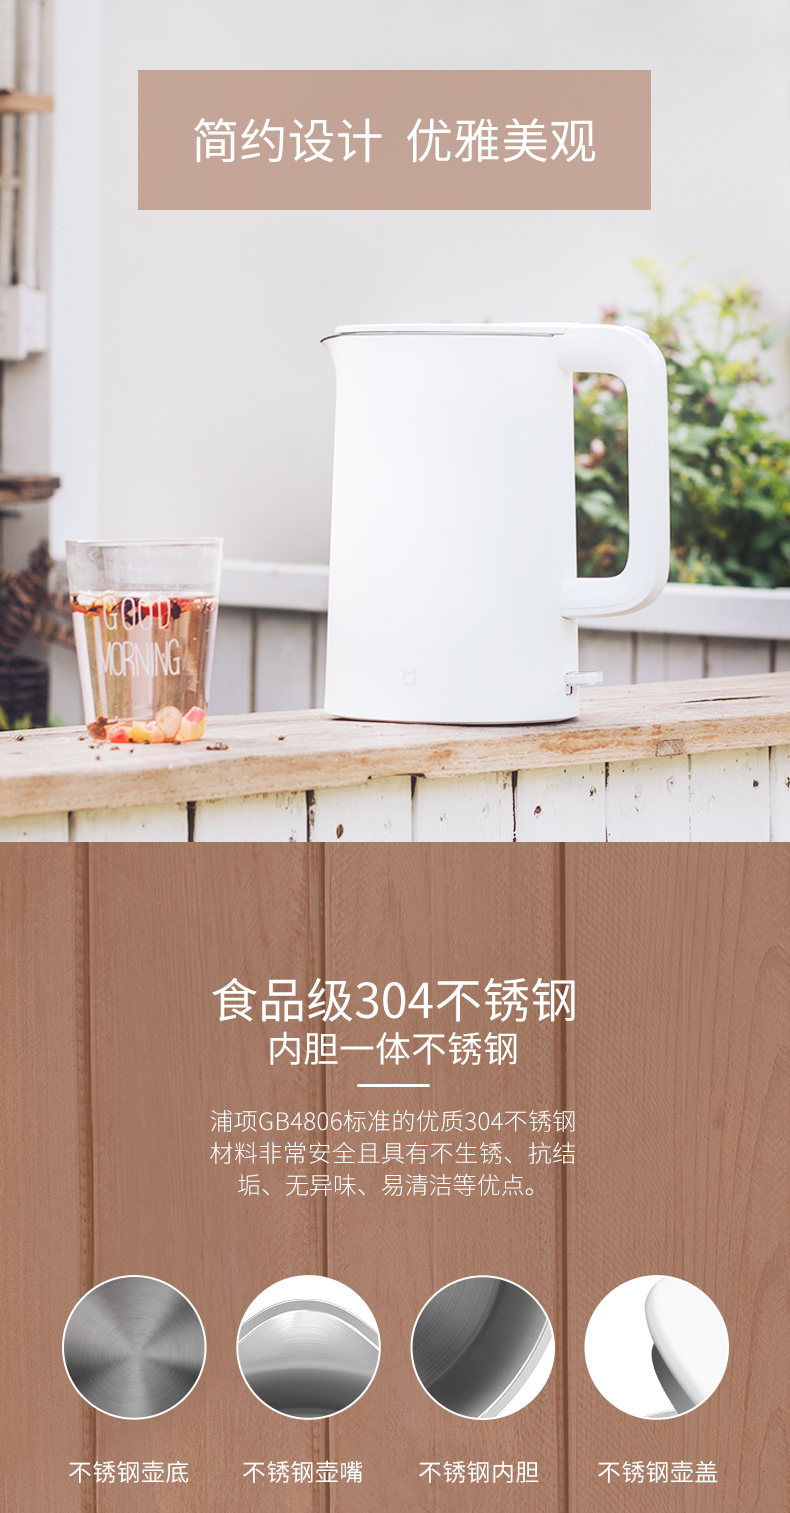 简约设计 优雅美观
GOOD
MORNING
食品级304不锈钢
内胆一体不锈钢
浦项GB4806标准的优质304不锈钢
材料非常安全且具有不生锈、抗结
垢、无异味、易清洁等优点。
不锈钢壶底 不锈钢壶嘴 不锈钢内胆 不锈钢壶盖